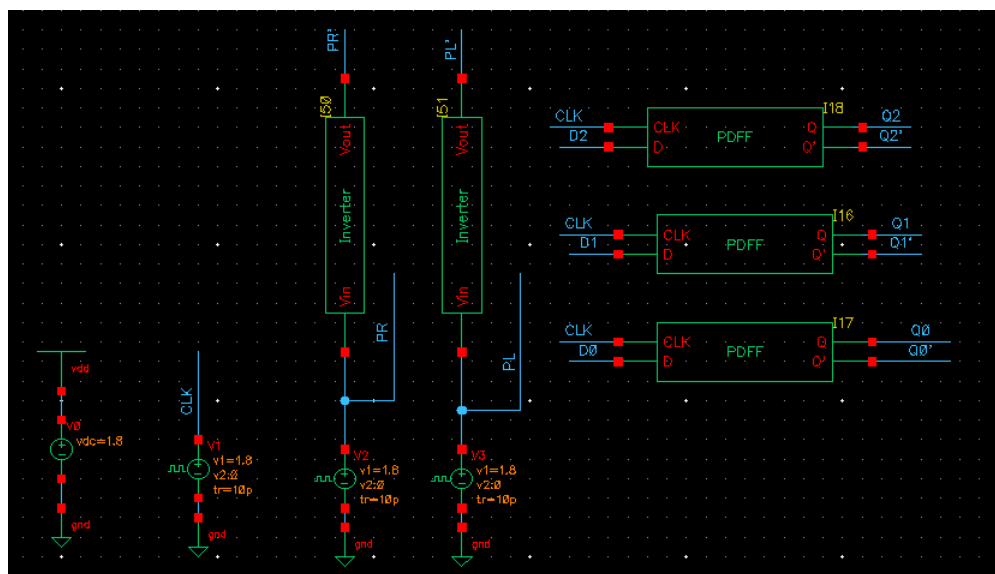 PR'
PL'
I50
I51
Vout
Vout
Inverter
Inverter
Vin
Vin
PR
PL
I18
CLK
D2
CLK
D
PDFF
Q
Q'
Q2
Q2'
I16
CLK
D1
CLK
D
PDFF
Q
Q'
Q1
Q1'
I17
CLK
D0
CLK
D
PDFF
Q
Q'
Q0
Q0'
vdd
V0
vdc=1.8
gnd
CLK
V1
v1=1.8
v2:0
tr=10p
gnd
V2
v1=1.8
v2:0
tr=10p
gnd
V3
v1=1.8
v2:0
tr=10p
gnd